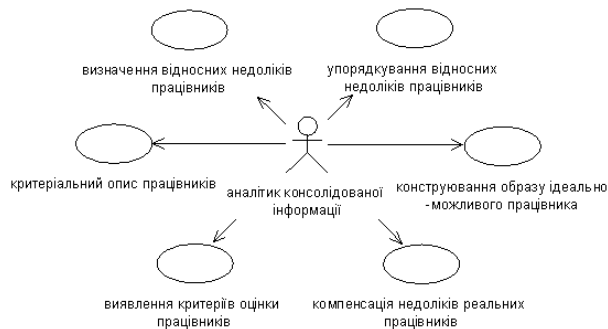 визначення відносних недоліків
працівників
упорядкування відносних
недоліків працівників
критеріальний опис працівників
аналітик консолідованої
інформації
конструювання образу ідеально
-можливого працівника
виявлення критеріїв оцінки
працівників
компенсація недоліків реальних
працівників